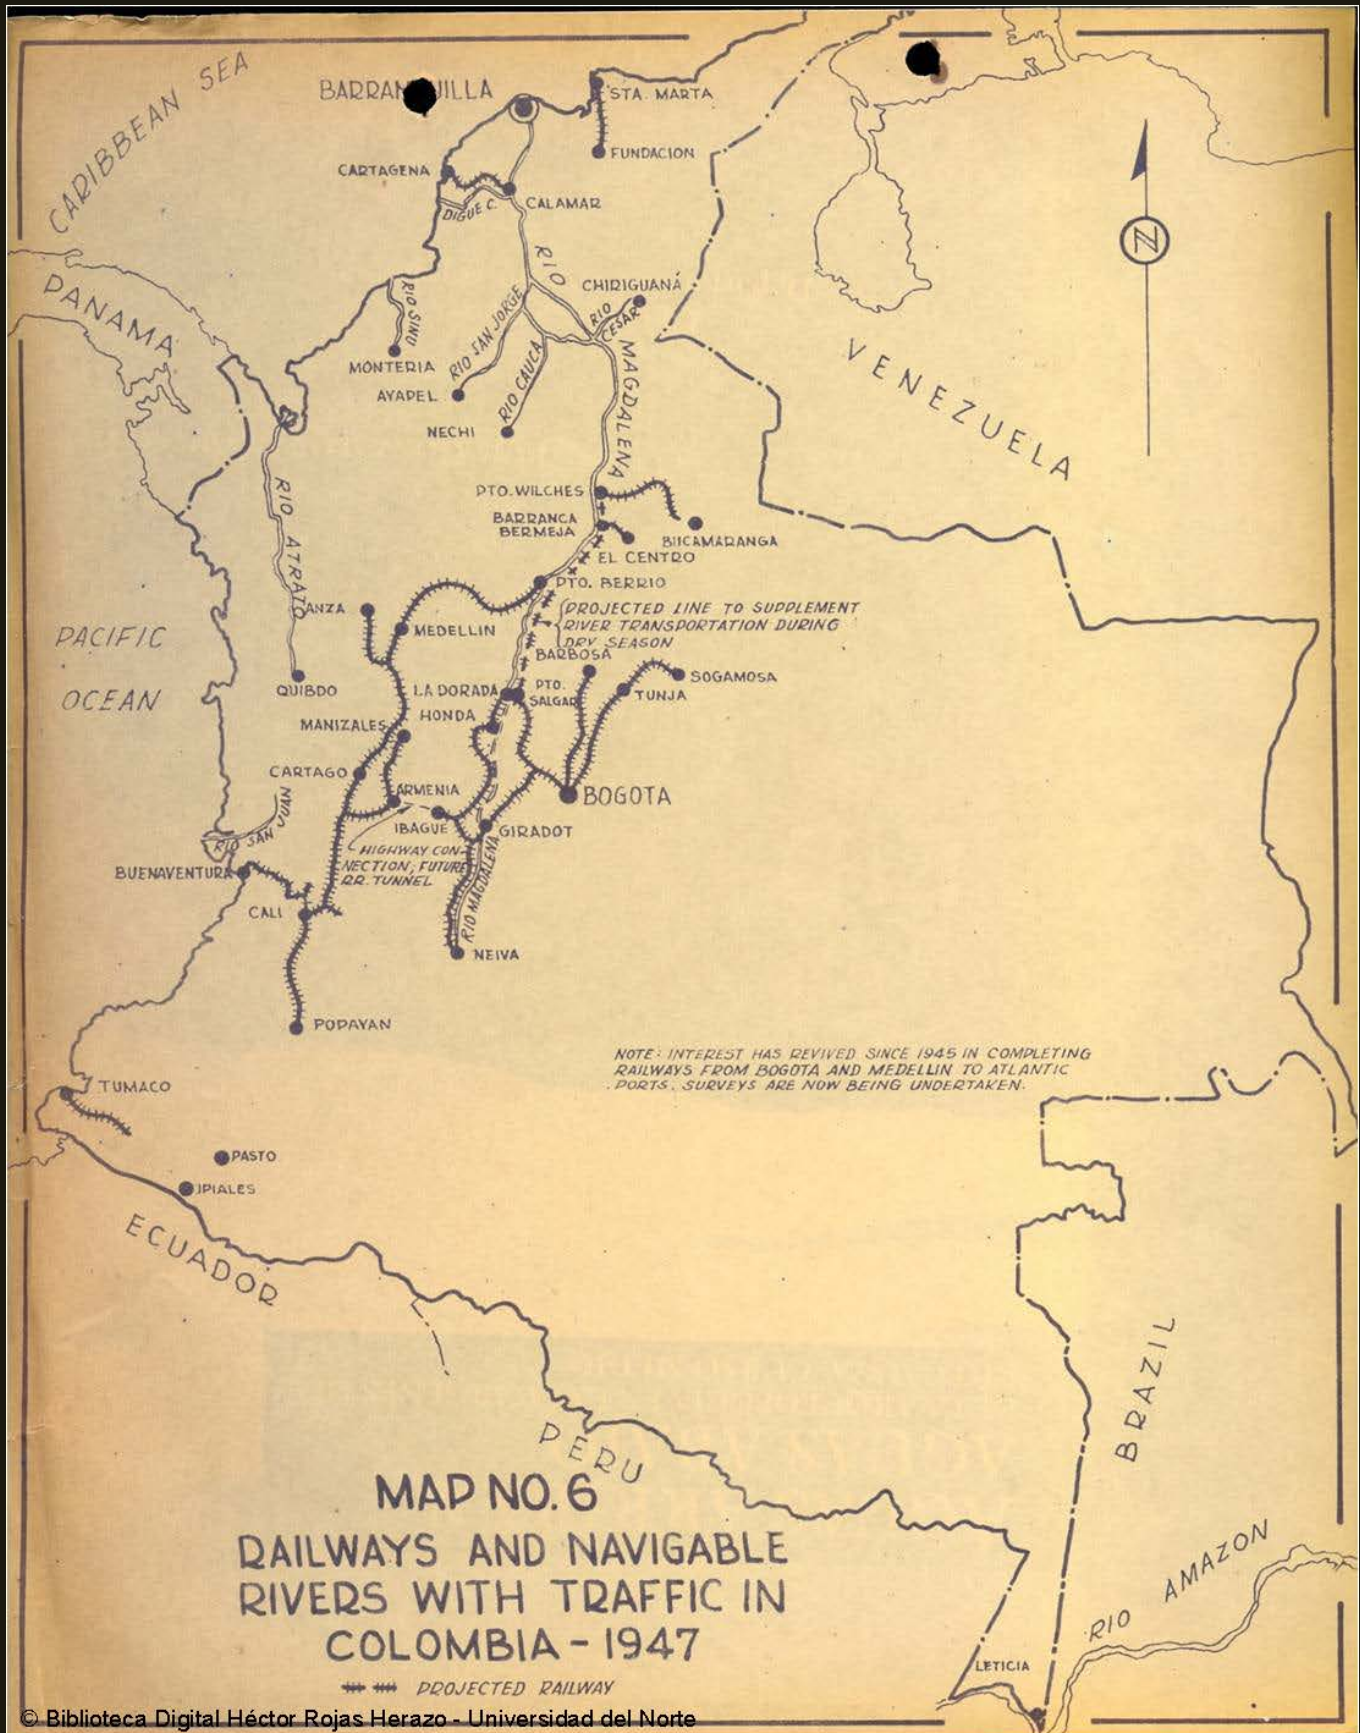 CARIBBEAN SEA
BARRANQUILLA
STA. MARTA
FUNDACION
CARTAGENA
DIGUE C.
CALAMAR
PANAMA
RIO
CHIRIGUANÁ
RIO SINU
RIO SAN JORGE
RIO
CESAR
N
MONTERIA
RIO CAUCA
MAGDALENA
VENEZUELA
AYAPEL
NECHI
RIO ATRATO
PTO. WILCHES
BARRANCA
BERMEJA
BUCAMARANGA
EL CENTRO
PTO. BERRIO
ANZA
MEDELLIN
PROJECTED LINE TO SUPPLEMENT
RIVER TRANSPORTATION DURING
DRY SEASON
PACIFIC
OCEAN
BARBOSA
SOGAMOSA
QUIBDO
LA DORADA
PTO.
SALGAR
TUNJA
HONDA
MANIZALES
CARTAGO
ARMENIA
BOGOTA
IBAGUE
GIRADOT
RIO SAN JUAN
HIGHWAY CON-
NECTION; FUTURE
RR. TUNNEL
BUENAVENTURA
RIO MAGDALENA
CALI
NEIVA
POPAYAN
NOTE: INTEREST HAS REVIVED SINCE 1945 IN COMPLETING
RAILWAYS FROM BOGOTA AND MEDELLIN TO ATLANTIC
PORTS. SURVEYS ARE NOW BEING UNDERTAKEN.
TUMACO
PASTO
IPIALES
ECUADOR
BRAZIL
PERU
MAP NO. 6
RAILWAYS AND NAVIGABLE
RIVERS WITH TRAFFIC IN
COLOMBIA - 1947
PROJECTED RAILWAY
RIO AMAZON
LETICIA
© Biblioteca Digital Héctor Rojas Herazo - Universidad del Norte